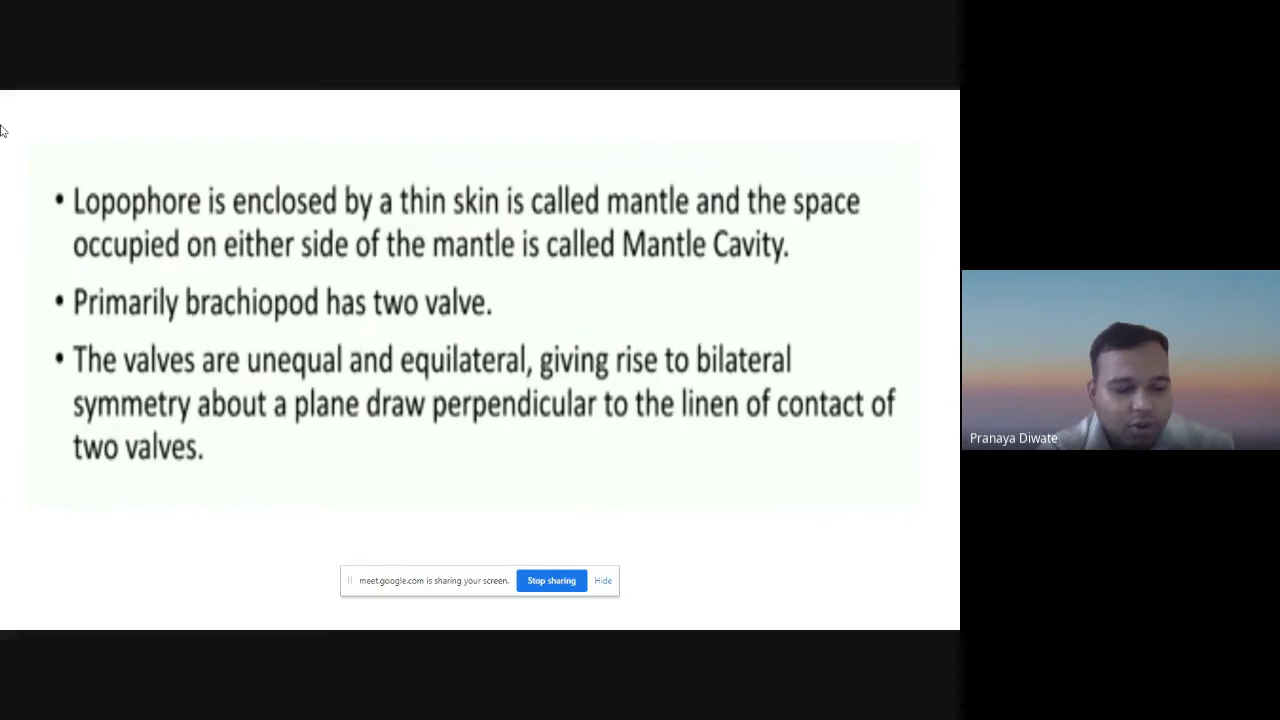 • Lopophore is enclosed by a thin skin is called mantle and the space
occupied on either side of the mantle is called Mantle Cavity.
• Primarily brachiopod has two valve.
• The valves are unequal and equilateral, giving rise to bilateral
symmetry about a plane draw perpendicular to the linen of contact of
two valves.
meet.google.com is sharing your screen. Stop sharing Hide
Pranaya Diwate